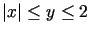 |x| ≤ y ≤ 2